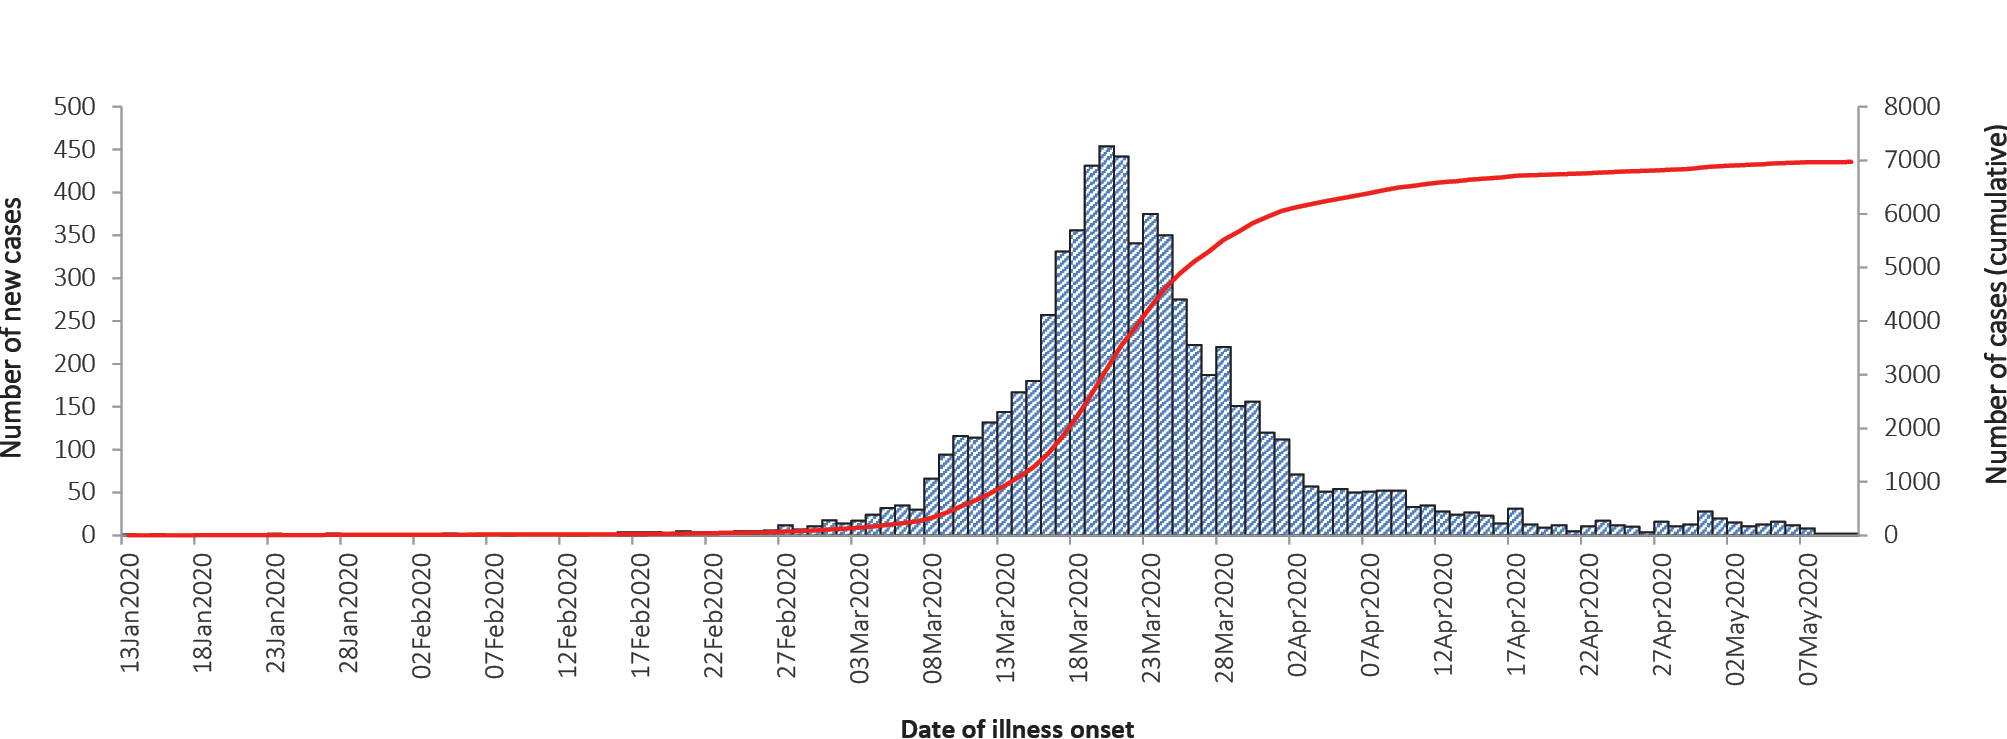 Number of new cases
500
450
400
350
300
250
200
150
100
50
0
8000
7000
6000
5000
4000
3000
2000
1000
0
Number of cases (cumulative)
13Jan2020
18Jan2020
23Jan2020
28Jan2020
02Feb2020
07Feb2020
12Feb2020
17Feb2020
22Feb2020
27Feb2020
03Mar2020
08Mar2020
13Mar2020
18Mar2020
23Mar2020
28Mar2020
02Apr2020
07Apr2020
12Apr2020
17Apr2020
22Apr2020
27Apr2020
02May2020
07May2020
Date of illness onset